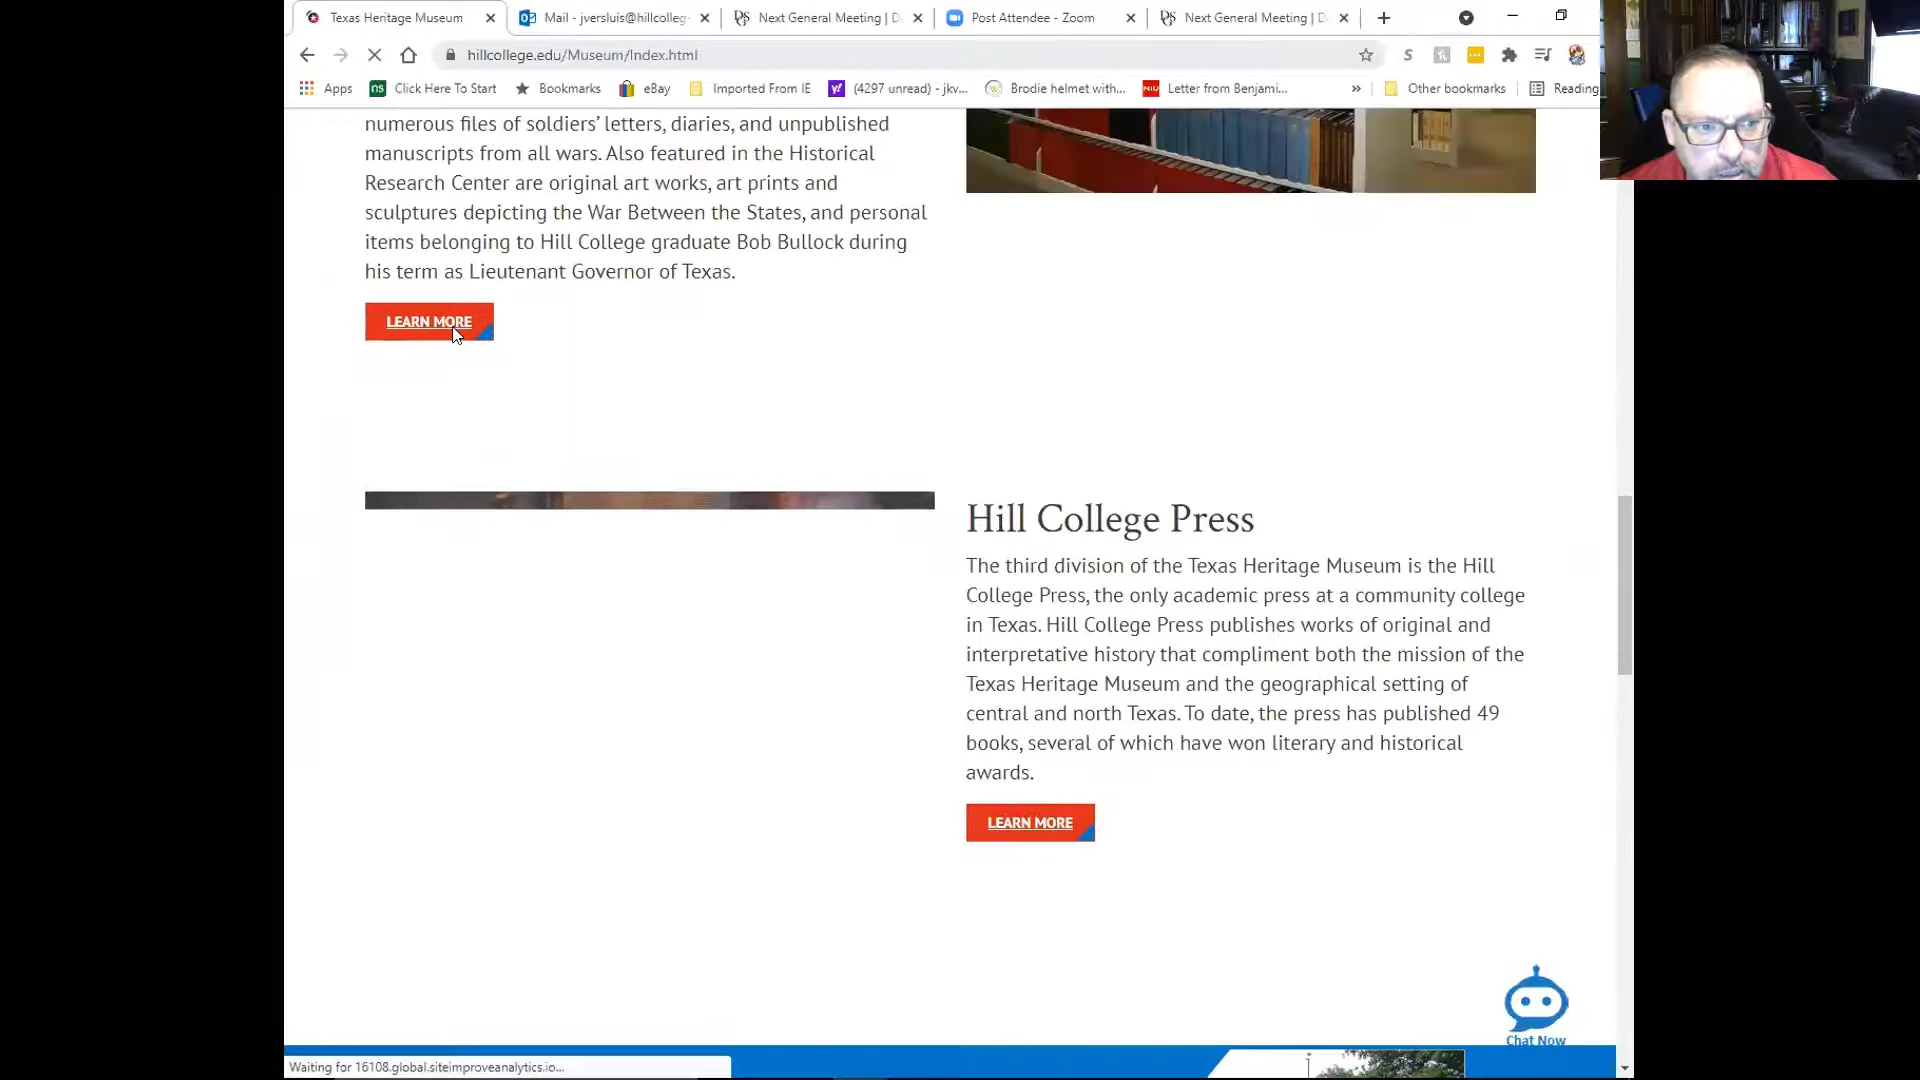 Texas Heritage Museum
Mail - jversluis@hillcolleg
Next General Meeting | D
Post Attendee - Zoom
Next General Meeting | D
hillcollege.edu/Museum/Index.html
Apps
Click Here To Start
Bookmarks
eBay
Imported From IE
(4297 unread) - jkv...
Brodie helmet with...
Letter from Benjami...
»
Other bookmarks
Reading
numerous files of soldiers’ letters, diaries, and unpublished
manuscripts from all wars. Also featured in the Historical
Research Center are original art works, art prints and
sculptures depicting the War Between the States, and personal
items belonging to Hill College graduate Bob Bullock during
his term as Lieutenant Governor of Texas.
LEARN MORE
Hill College Press
The third division of the Texas Heritage Museum is the Hill
College Press, the only academic press at a community college
in Texas. Hill College Press publishes works of original and
interpretative history that compliment both the mission of the
Texas Heritage Museum and the geographical setting of
central and north Texas. To date, the press has published 49
books, several of which have won literary and historical
awards.
LEARN MORE
Chat Now
Waiting for 16108.global.siteimproveanalytics.io...